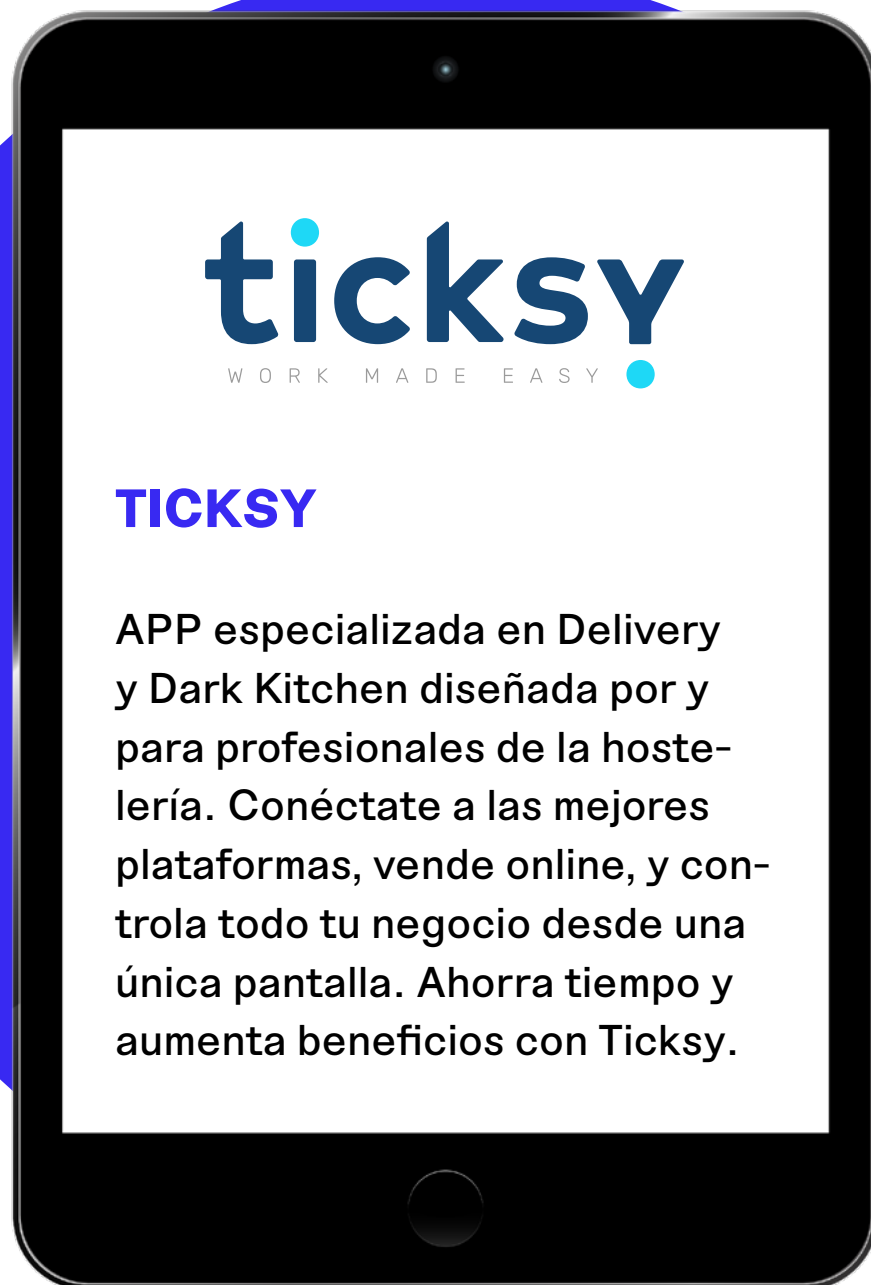 ticksy
WORK MADE EASY
TICKSY
APP especializada en Delivery
y Dark Kitchen diseñada por y
para profesionales de la hoste-
lería. Conéctate a las mejores
plataformas, vende online, y con-
trola todo tu negocio desde una
única pantalla. Ahorra tiempo y
aumenta beneficios con Ticksy.